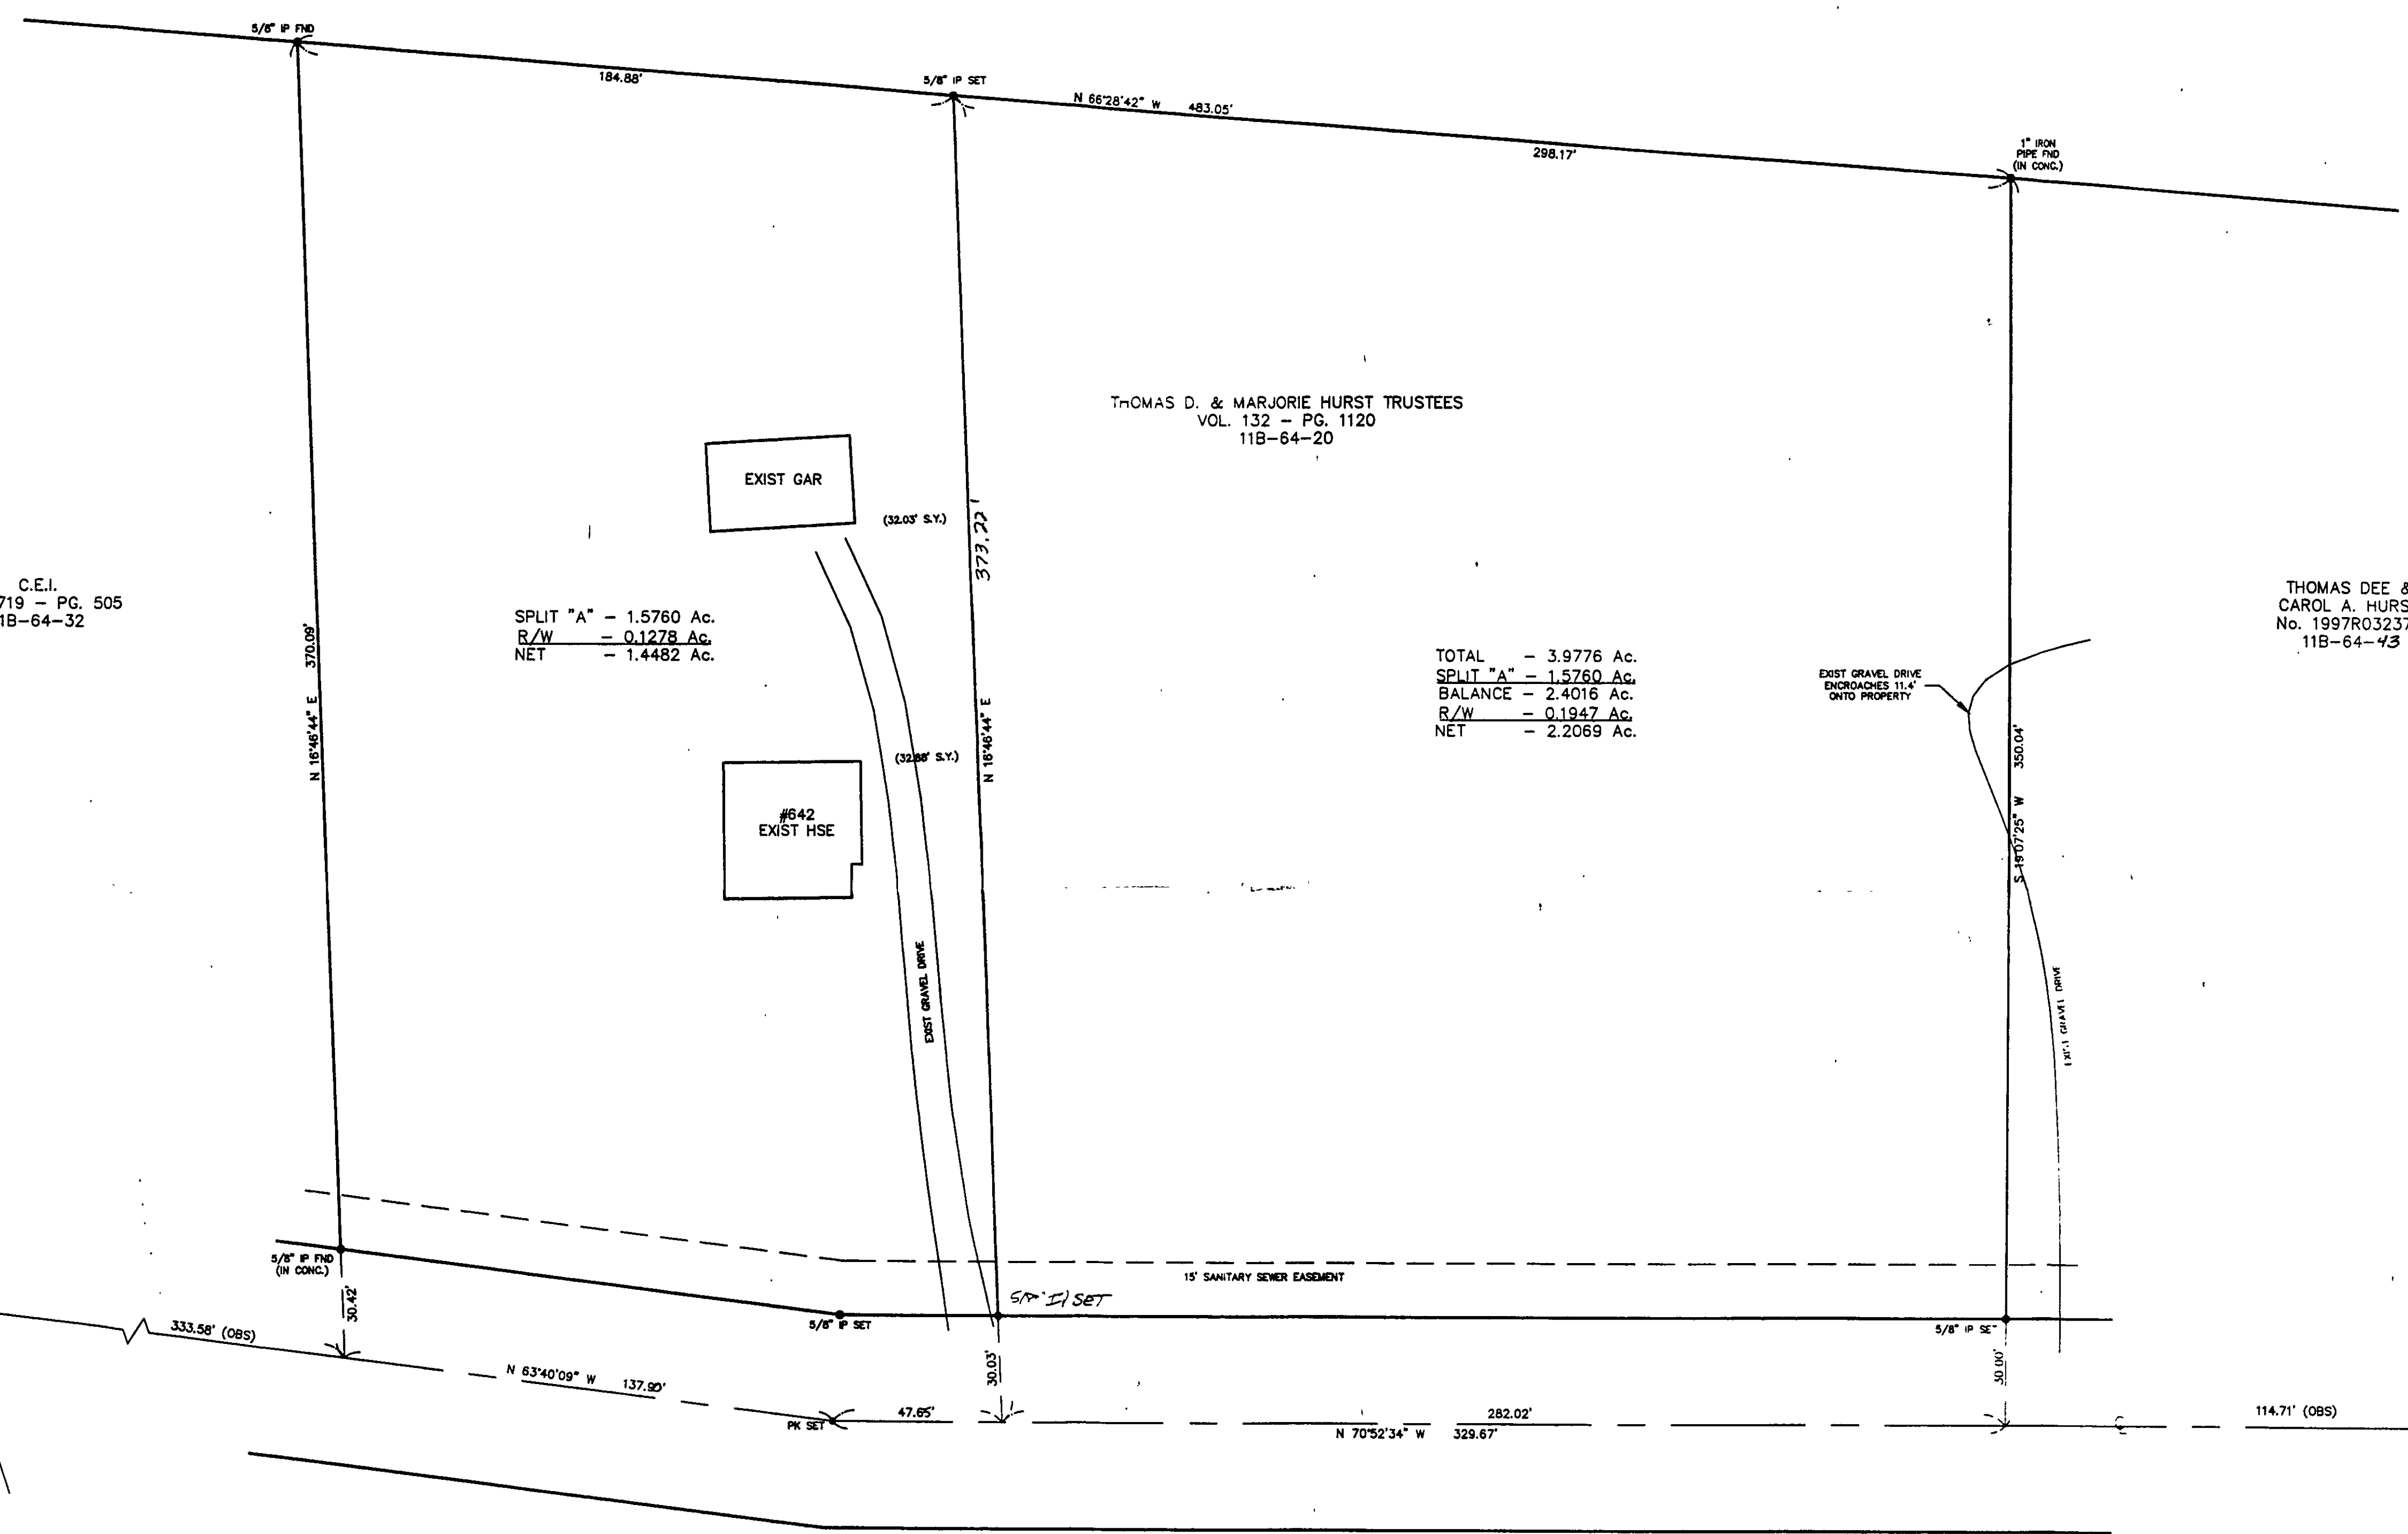 5/8" IP FND
184.88'
5/8" IP SET
N 66°28'42" W 483.05'
298.17'
1" IRON
PIPE FND
(IN CONC.)
THOMAS D. & MARJORIE HURST TRUSTEES
VOL. 132 – PG. 1120
11B–64–20
EXIST GAR
(32.03' S.Y.)
373.22'
C.E.I.
719 – PG. 505
1B–64–32
N 16°46'44" E 370.09'
SPLIT "A" – 1.5760 Ac.
R/W – 0.1278 Ac.
NET – 1.4482 Ac.
N 16°46'44" E
TOTAL – 3.9776 Ac.
SPLIT "A" – 1.5760 Ac.
BALANCE – 2.4016 Ac.
R/W – 0.1947 Ac.
NET – 2.2069 Ac.
EXIST GRAVEL DRIVE
ENCROACHES 11.4'
ONTO PROPERTY
S 19°07'25" W 350.04'
THOMAS DEE &
CAROL A. HURS
No. 1997R03237
11B–64–43
(32.88' S.Y.)
#642
EXIST HSE
EXIST GRAVEL DRIVE
EXIST GRAVEL DRIVE
5/8" IP FND
(IN CONC.)
15' SANITARY SEWER EASEMENT
30.42'
5/8" IP SET
SET
5/8" IP SE
333.58' (OBS)
30.03'
30.00'
N 63°40'09" W 137.90'
PK SET
47.65'
282.02'
114.71' (OBS)
N 70°52'34" W 329.67'